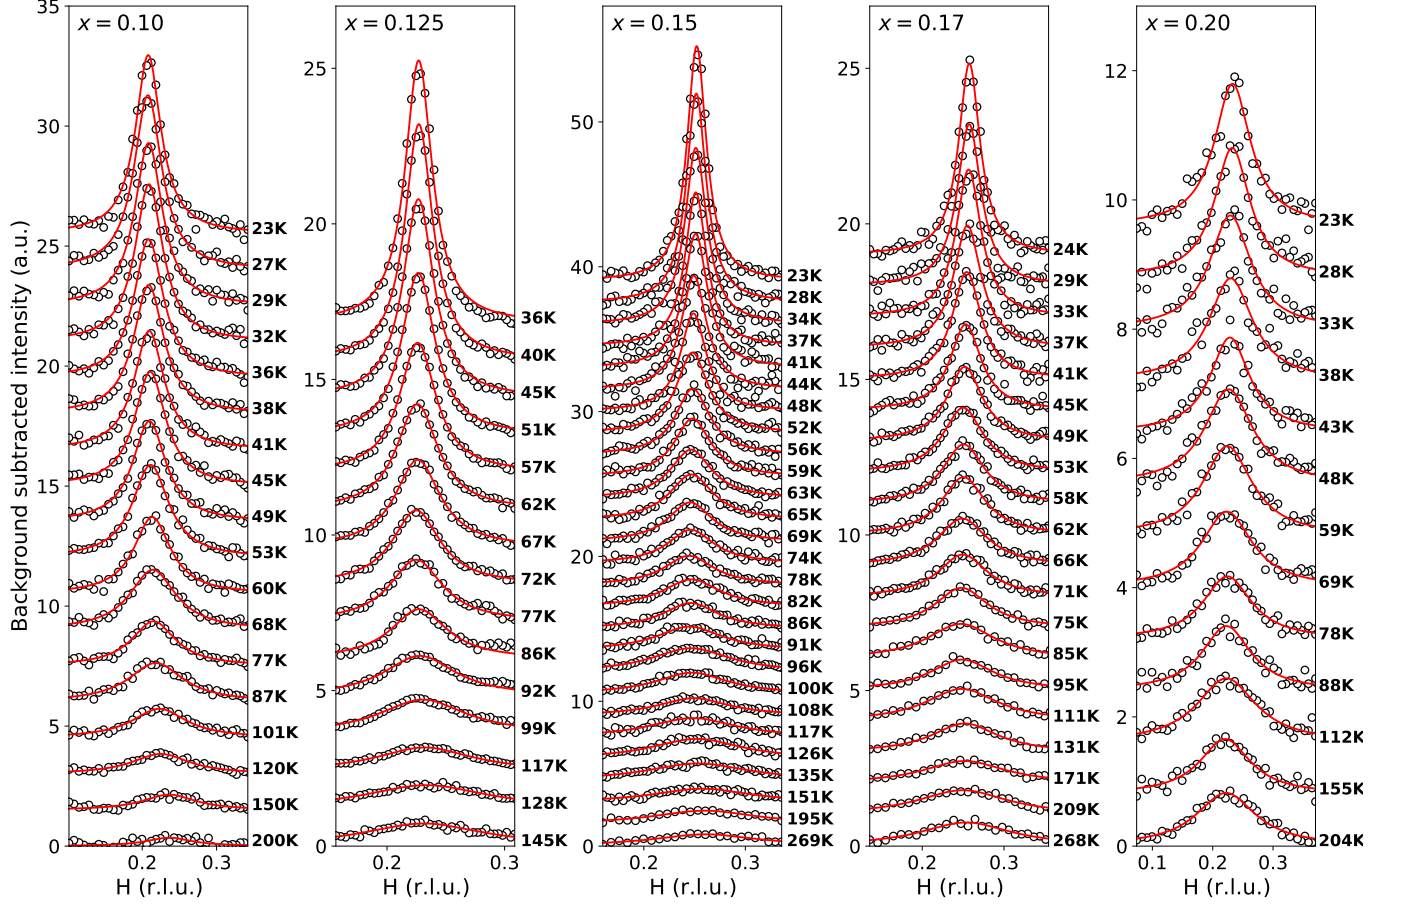 Background subtracted intensity (a.u.)
x = 0.10
35
30
25
20
15
10
5
0
23K
27K
29K
32K
36K
38K
41K
45K
49K
53K
60K
68K
77K
87K
101K
120K
150K
200K
0.2 0.3
H (r.l.u.)
x = 0.125
25
20
15
10
5
0
36K
40K
45K
51K
57K
62K
67K
72K
77K
86K
92K
99K
117K
128K
145K
0.2 0.3
H (r.l.u.)
x = 0.15
50
40
30
20
10
0
23K
28K
34K
37K
41K
44K
48K
52K
56K
59K
63K
65K
69K
74K
78K
82K
86K
91K
96K
100K
108K
117K
126K
135K
151K
195K
269K
0.2 0.3
H (r.l.u.)
x = 0.17
25
20
15
10
5
0
24K
29K
33K
37K
41K
45K
49K
53K
58K
62K
66K
71K
75K
85K
95K
111K
131K
171K
209K
268K
0.2 0.3
H (r.l.u.)
x = 0.20
12
10
8
6
4
2
0
23K
28K
33K
38K
43K
48K
59K
69K
78K
88K
112K
155K
204K
0.1 0.2 0.3
H (r.l.u.)